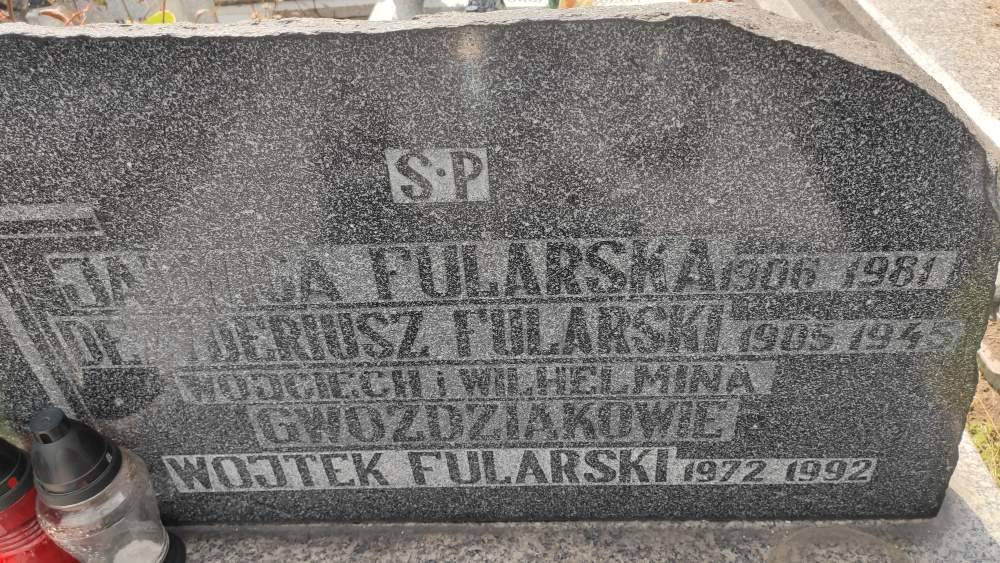 S·P
FULARSKA 1906 1981
FULARSKI 1905 1945
WOJCIECH i WILHELMINA
GWOŹDZIAKOWIE
WOJTEK FULARSKI 1972 1992